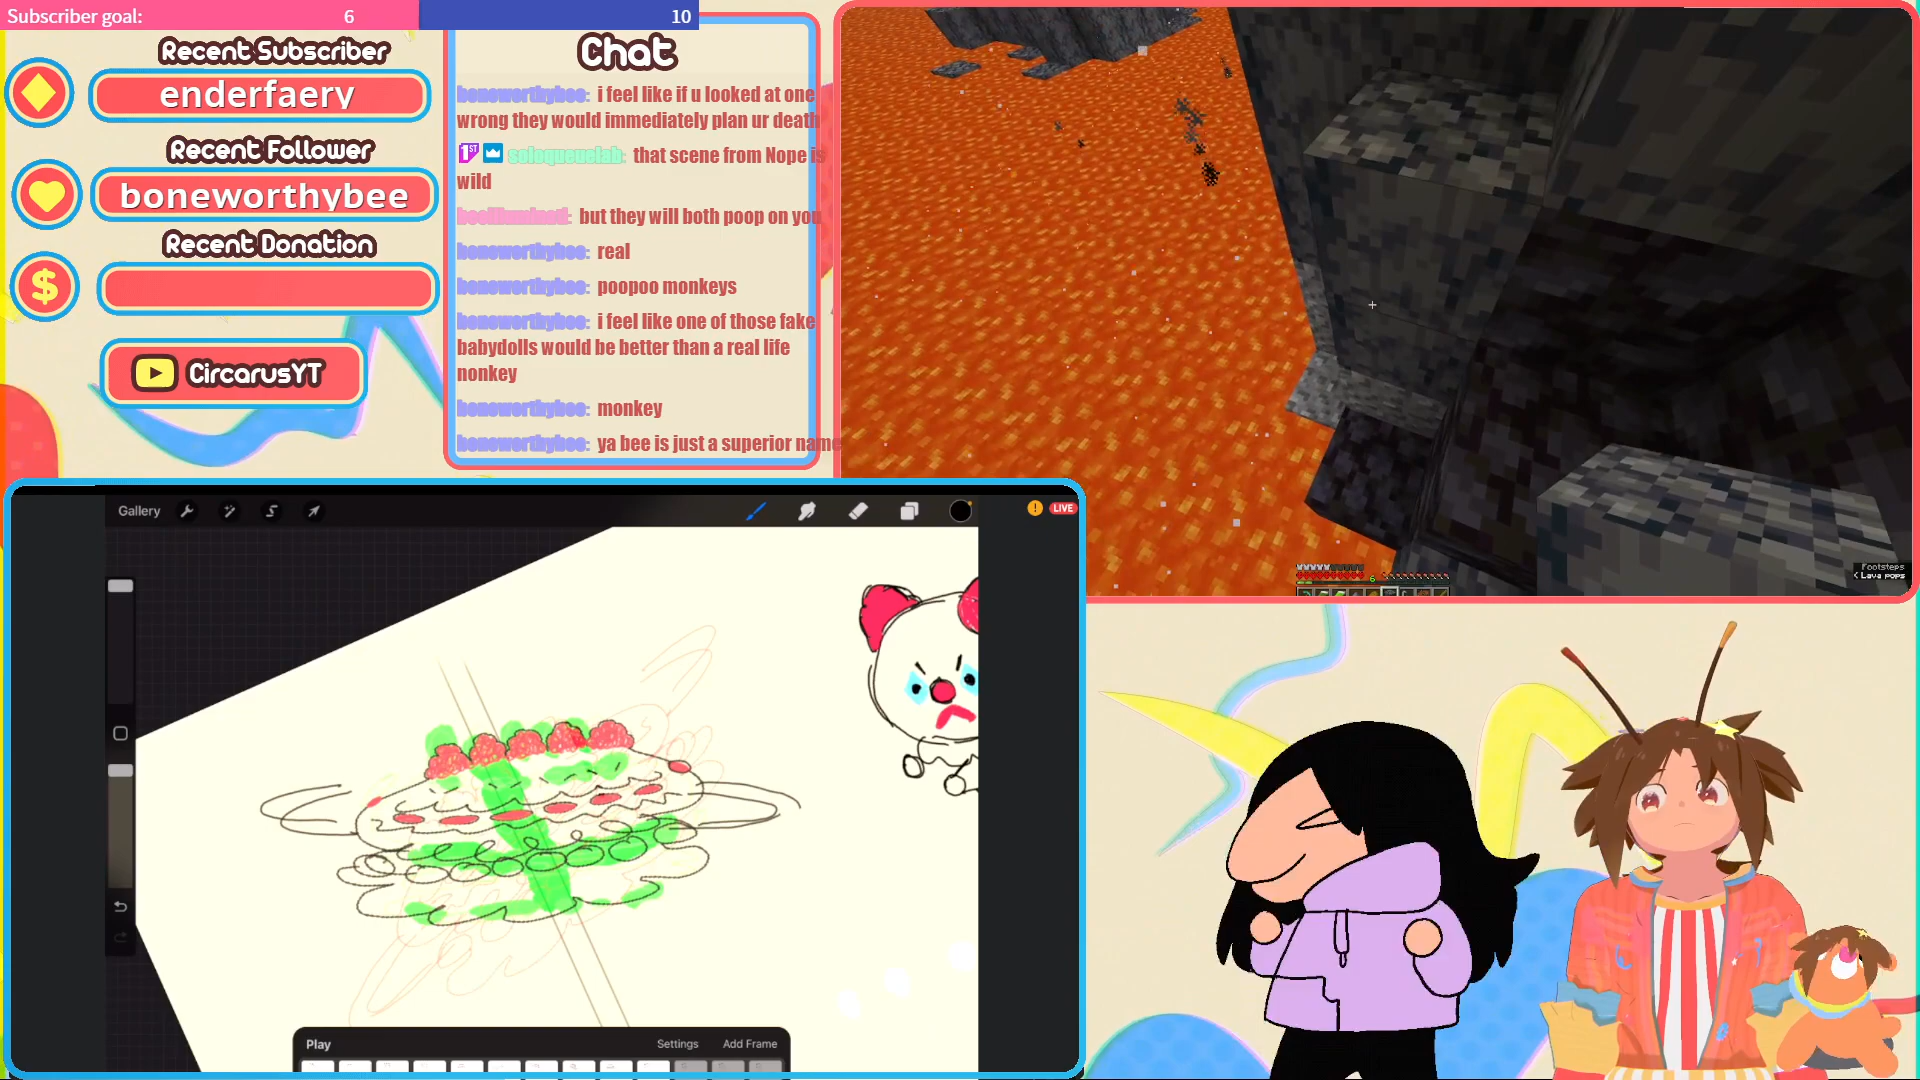 Subscriber goal: 6 10
Recent Subscriber
enderfaery
Recent Follower
boneworthybee
Recent Donation
CircarusYT
Chat
boneworthybee: i feel like if u looked at one
wrong they would immediately plan ur death
soloqueuelab: that scene from Nope is
wild
but they will both poop on you
boneworthybee: real
boneworthybee: poopoo monkeys
boneworthybee: i feel like one of those fake
babydolls would be better than a real life
nonkey
boneworthybee: monkey
boneworthybee: ya bee is just a superior name
Footsteps
< Lava pops
6
Gallery
LIVE
Play Settings Add Frame